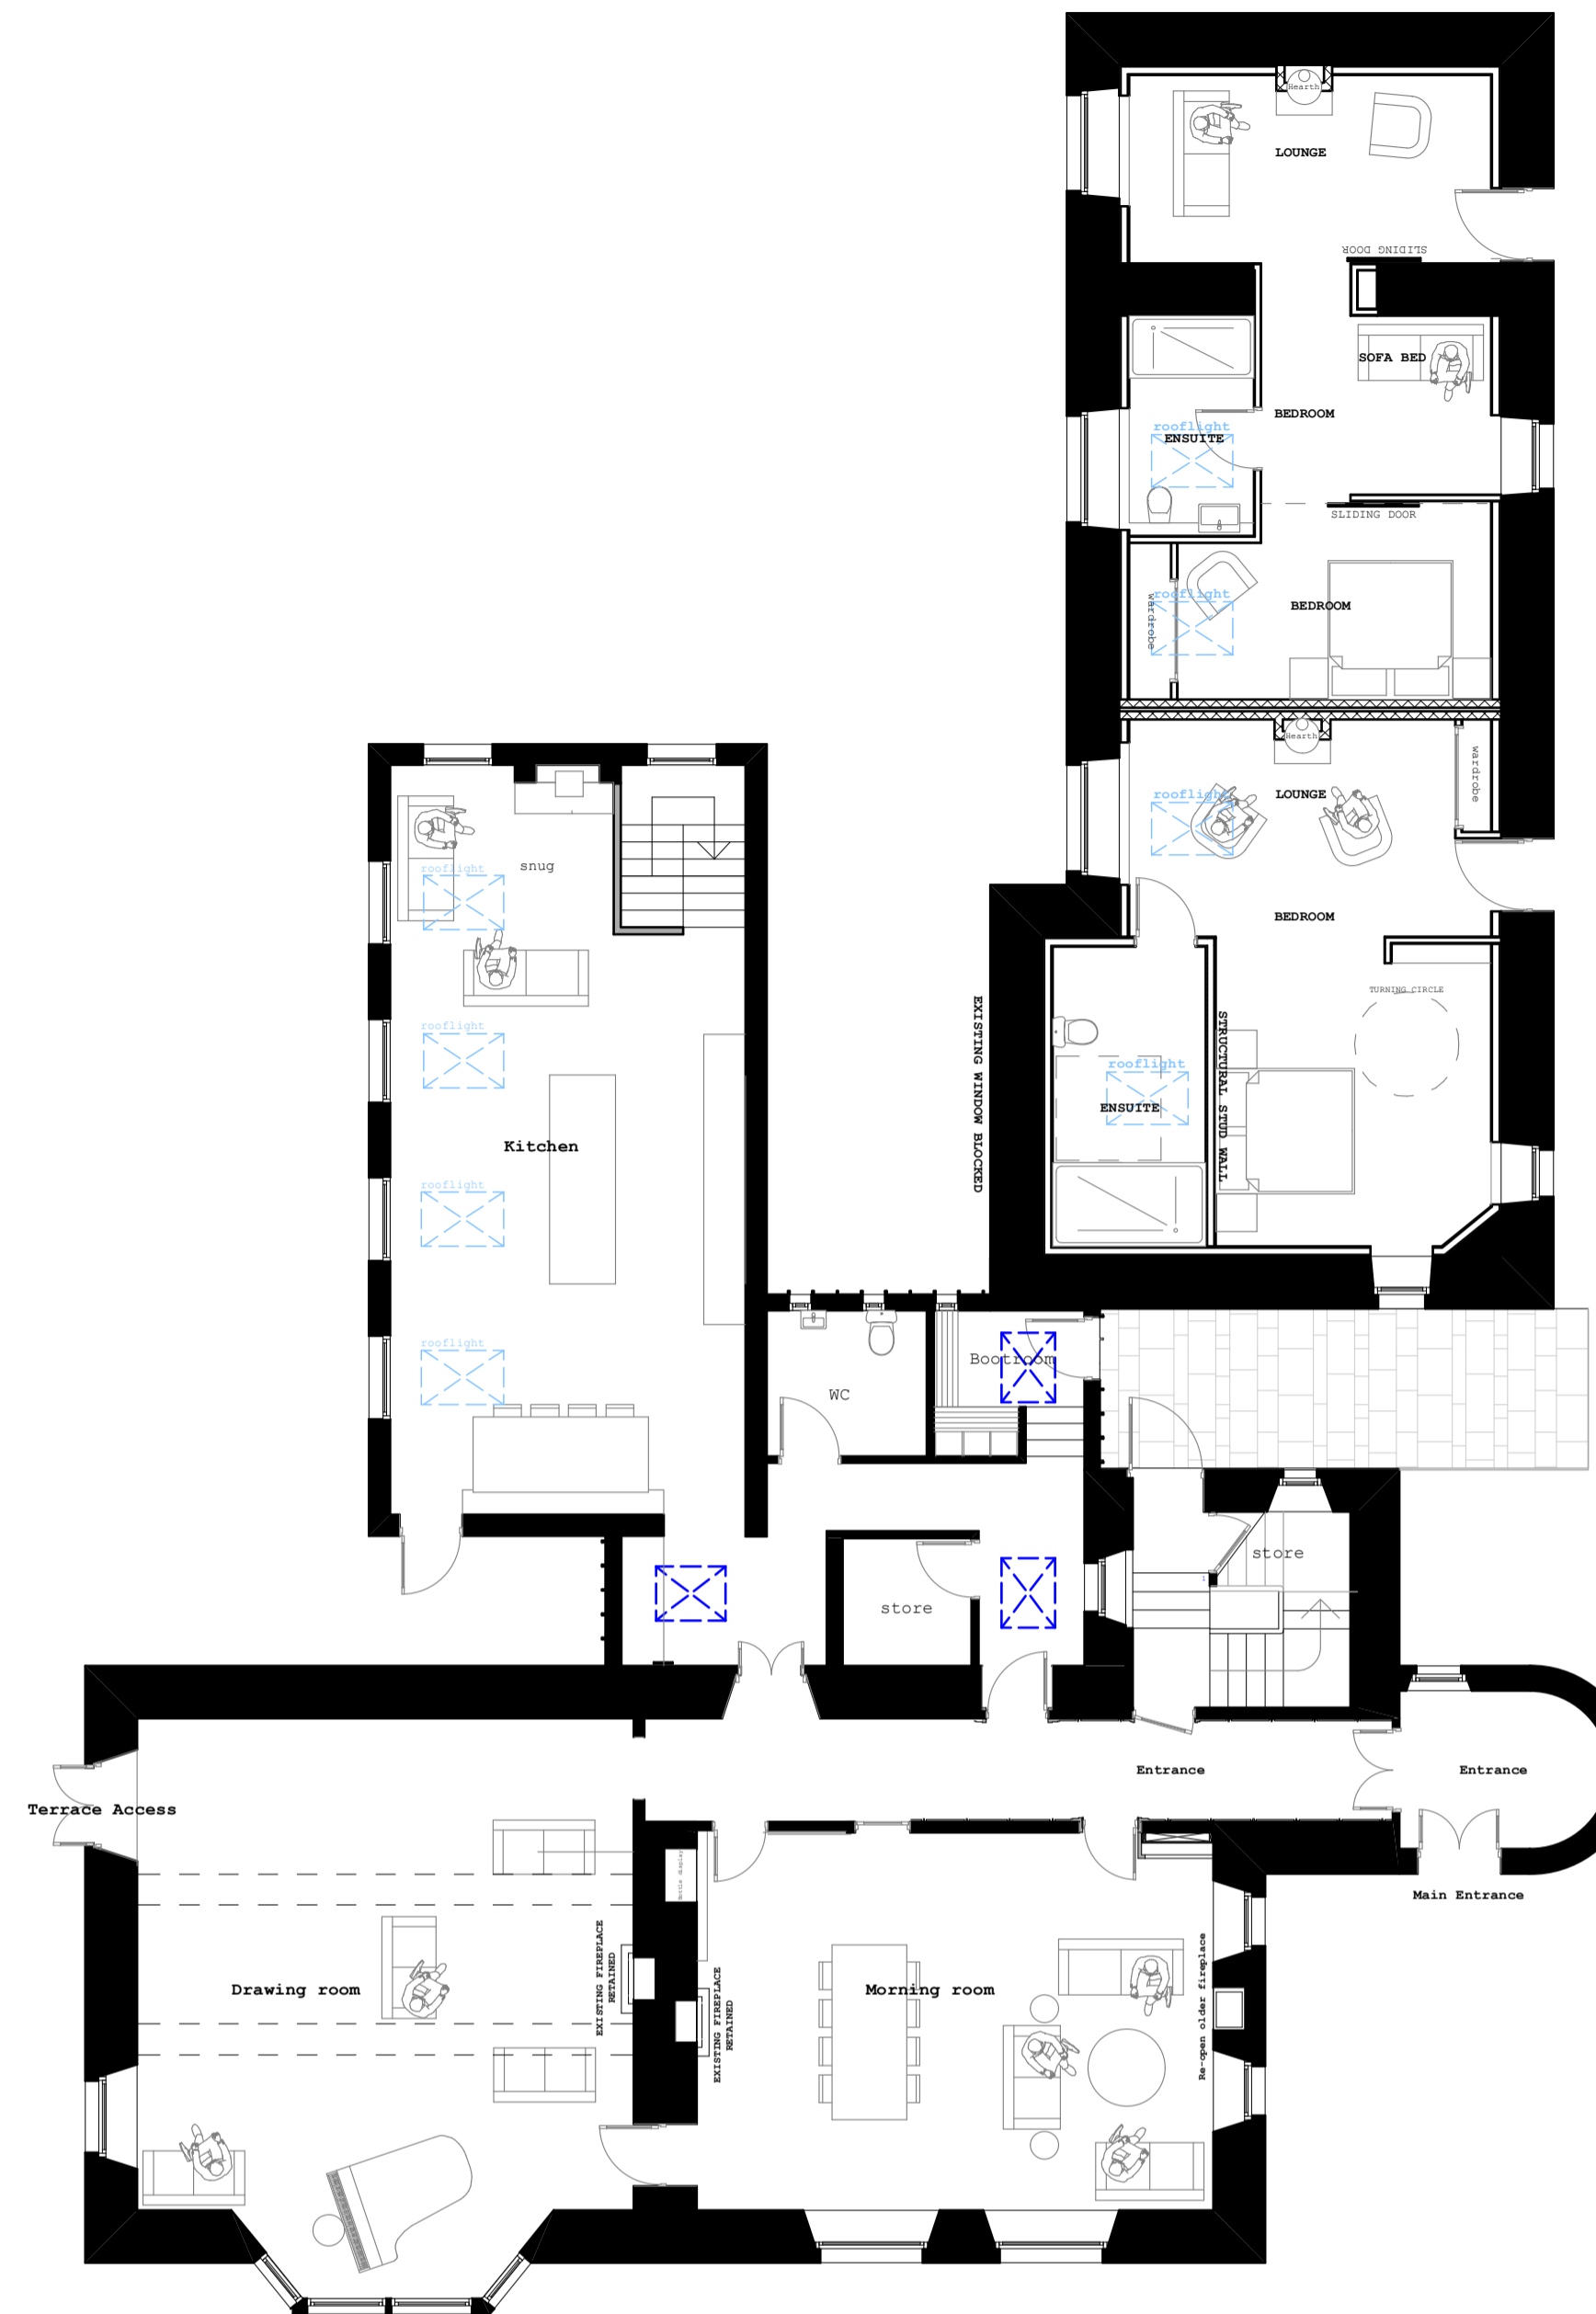 Hearth
LOUNGE
SLIDING DOOR
SOFA BED
BEDROOM
rooflight
ENSUITE
SLIDING DOOR
rooflight
wardrobe
BEDROOM
Hearth
wardrobe
rooflight
LOUNGE
snug
rooflight
BEDROOM
TURNING CIRCLE
EXISTING WINDOW BLOCKED
STRUCTURAL STUD WALL
rooflight
rooflight
ENSUITE
Kitchen
rooflight
rooflight
Bootroom
WC
store
1
store
Entrance
Entrance
Terrace Access
Bottle display
Main Entrance
EXISTING FIREPLACE
RETAINED
EXISTING FIREPLACE
RETAINED
Re-open older fireplace
Drawing room
Morning room